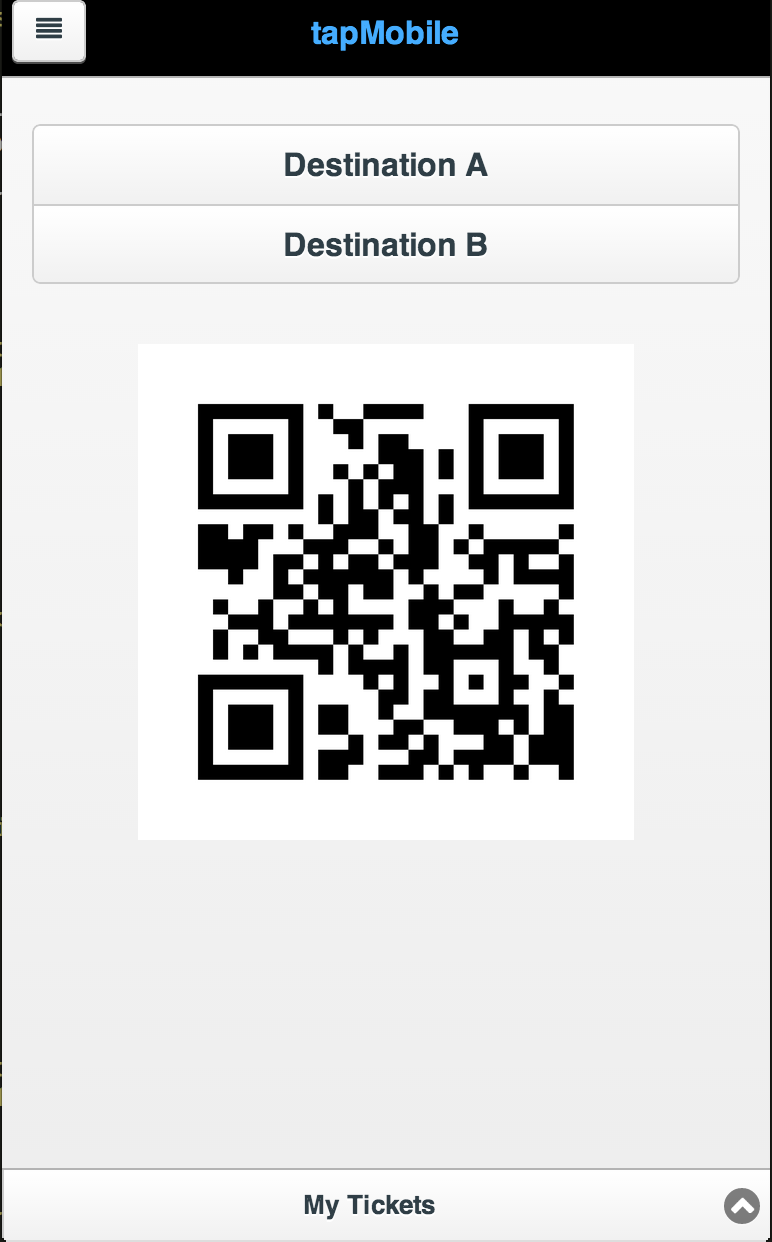 tapMobile
Destination A
Destination B
My Tickets